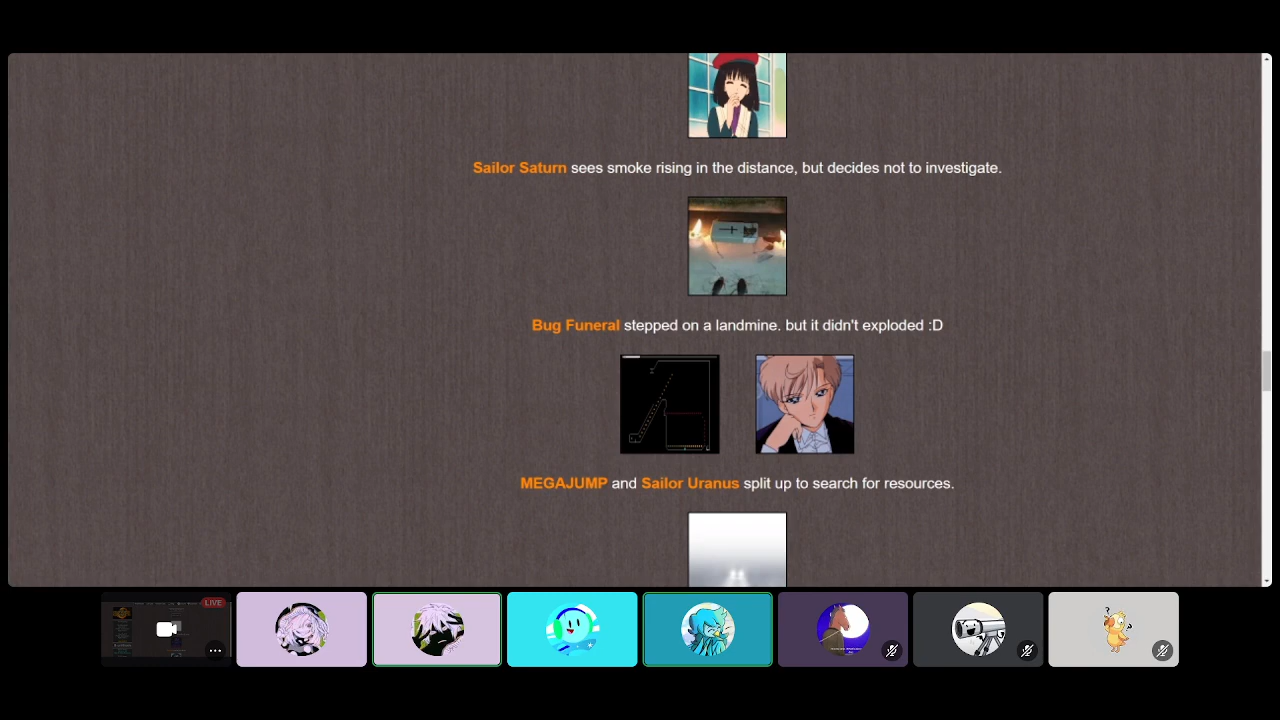 Sailor Saturn sees smoke rising in the distance, but decides not to investigate.
Bug Funeral stepped on a landmine. but it didn't exploded :D
MEGAJUMP and Sailor Uranus split up to search for resources.
LIVE